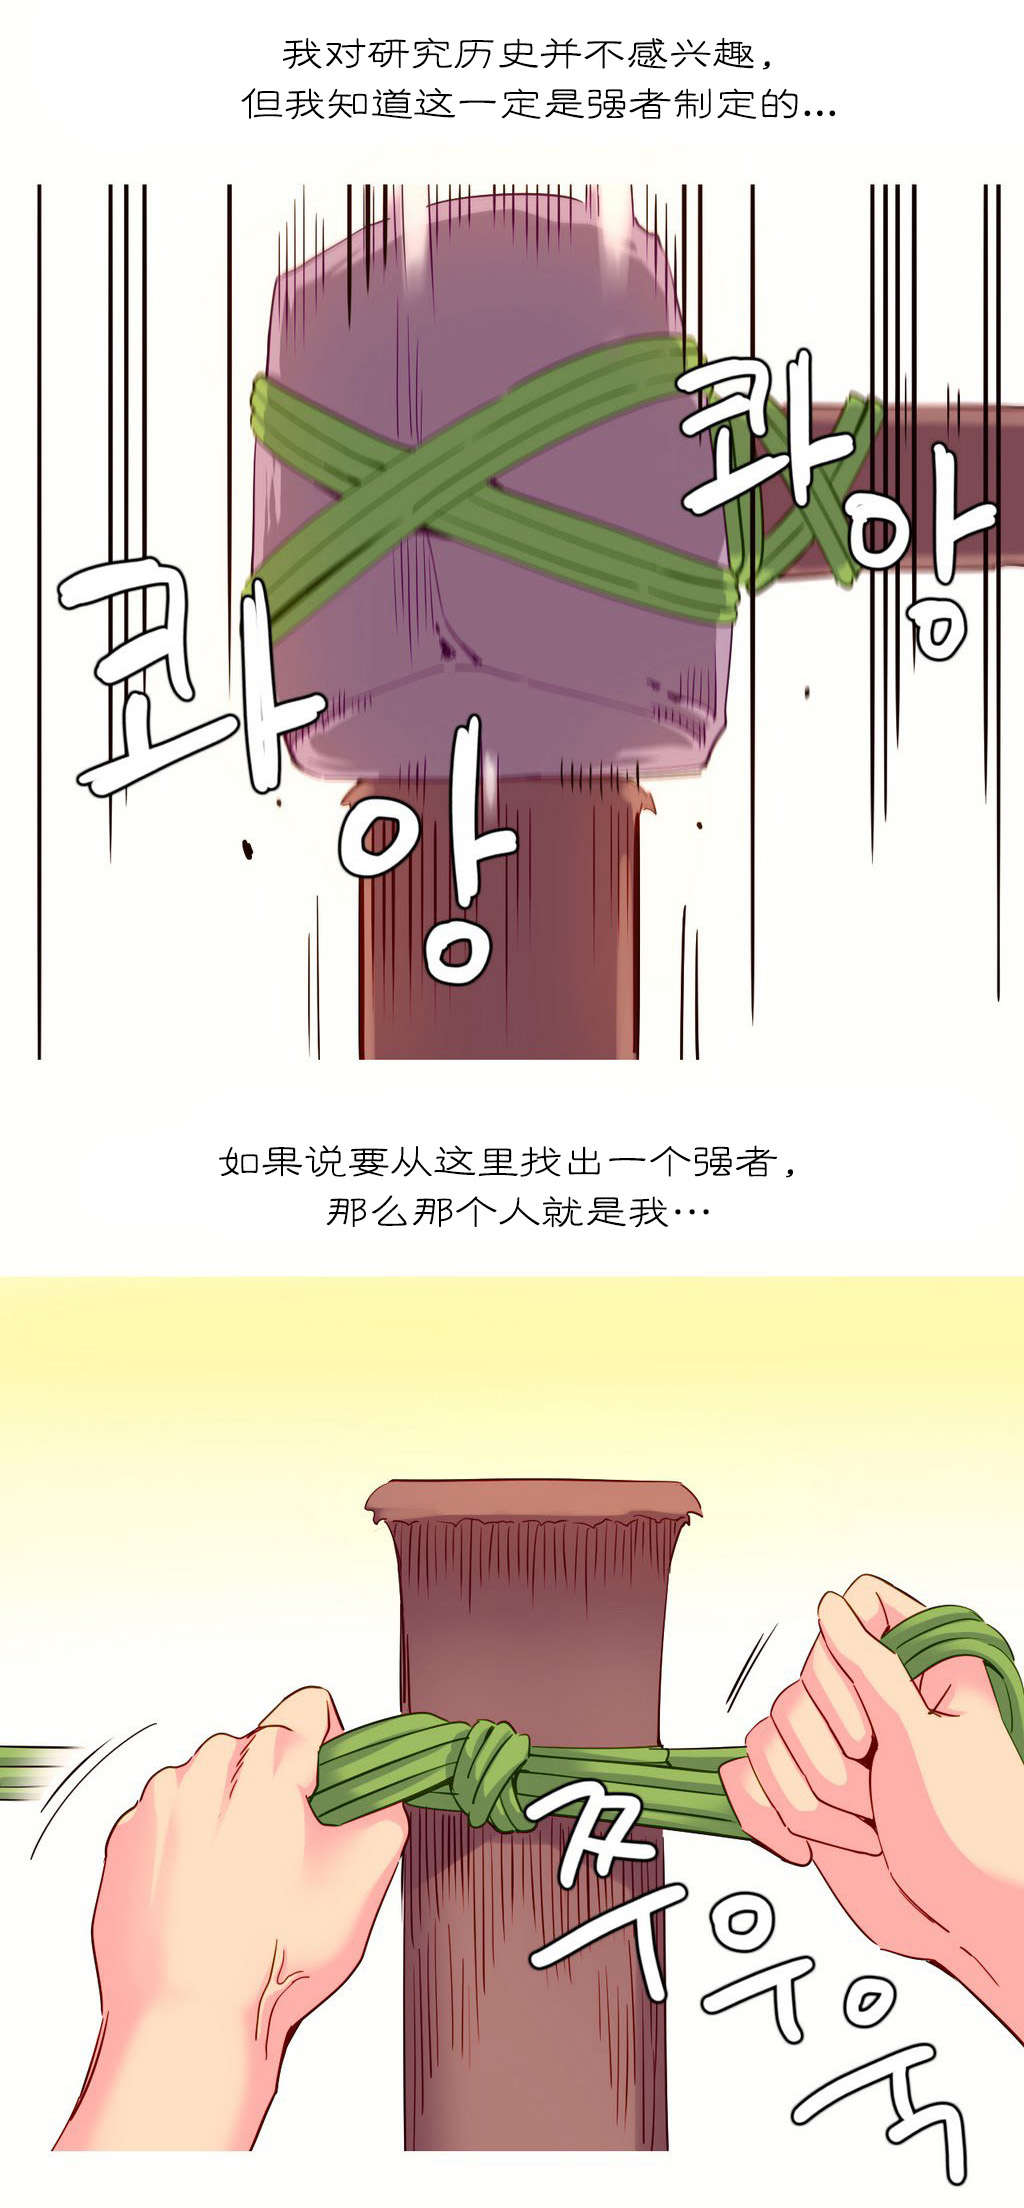 我对研究历史并不感兴趣,
但我知道这一定是强者制定的...
콰
앙
콰
앙
如果说要从这里找出一个强者,
那么那个人就是我…
꾸
우
욱